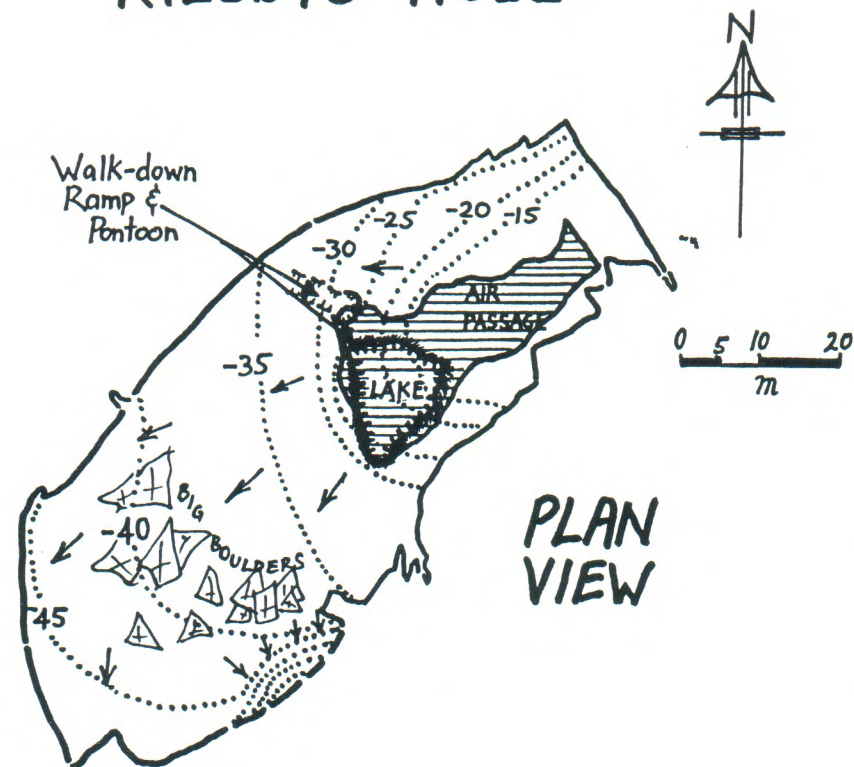 N
Walk-down
Ramp &
Pontoon
-15
-20
-25
-30
AIR
PASSAGE
0 5 10 20
m
-35
LAKE
BIG
-40
BOULDERS
PLAN
VIEW
45